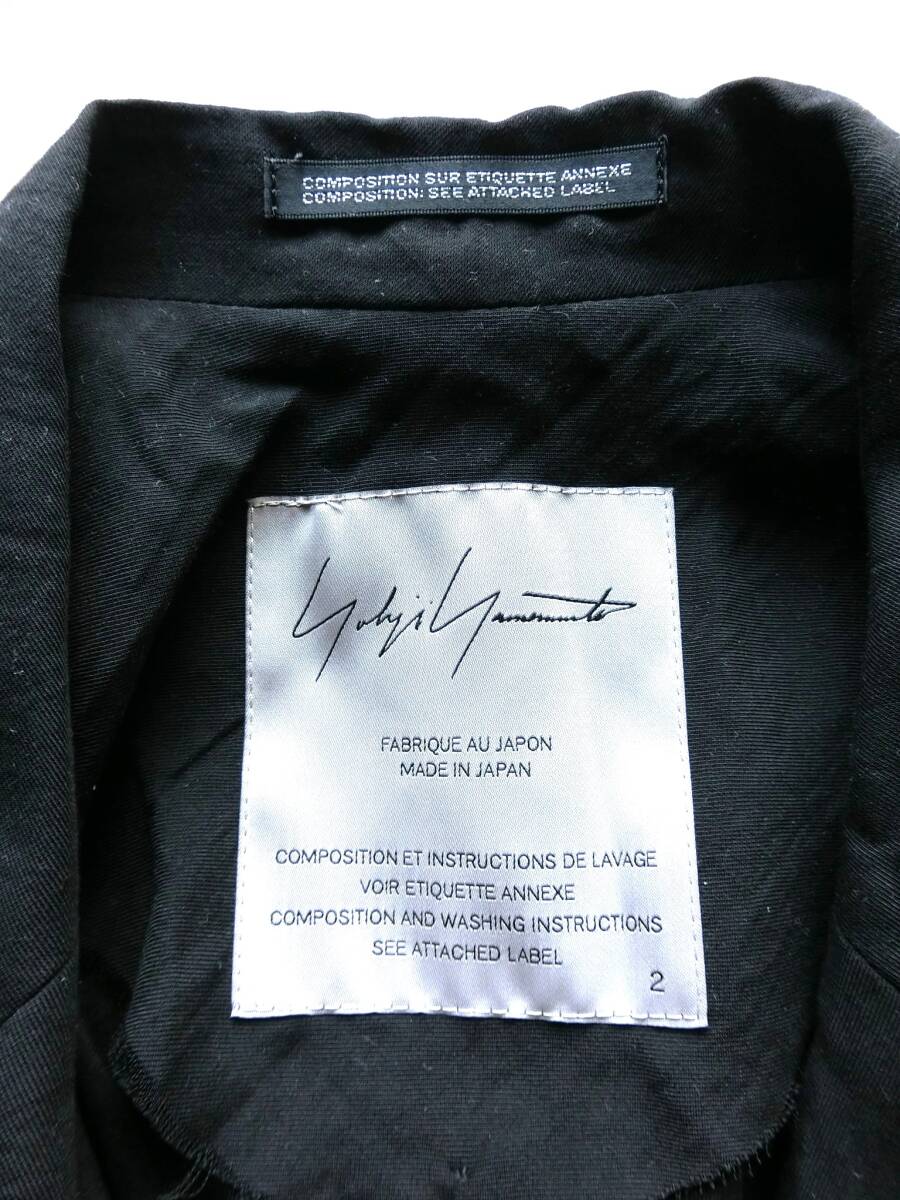 COMPOSITION SUR ETIQUETTE ANNEXE
COMPOSITION: SEE ATTACHED LABEL
Yohji Yamamoto
FABRIQUE AU JAPON
MADE IN JAPAN
COMPOSITION ET INSTRUCTIONS DE LAVAGE
VOIR ETIQUETTE ANNEXE
COMPOSITION AND WASHING INSTRUCTIONS
SEE ATTACHED LABEL
2